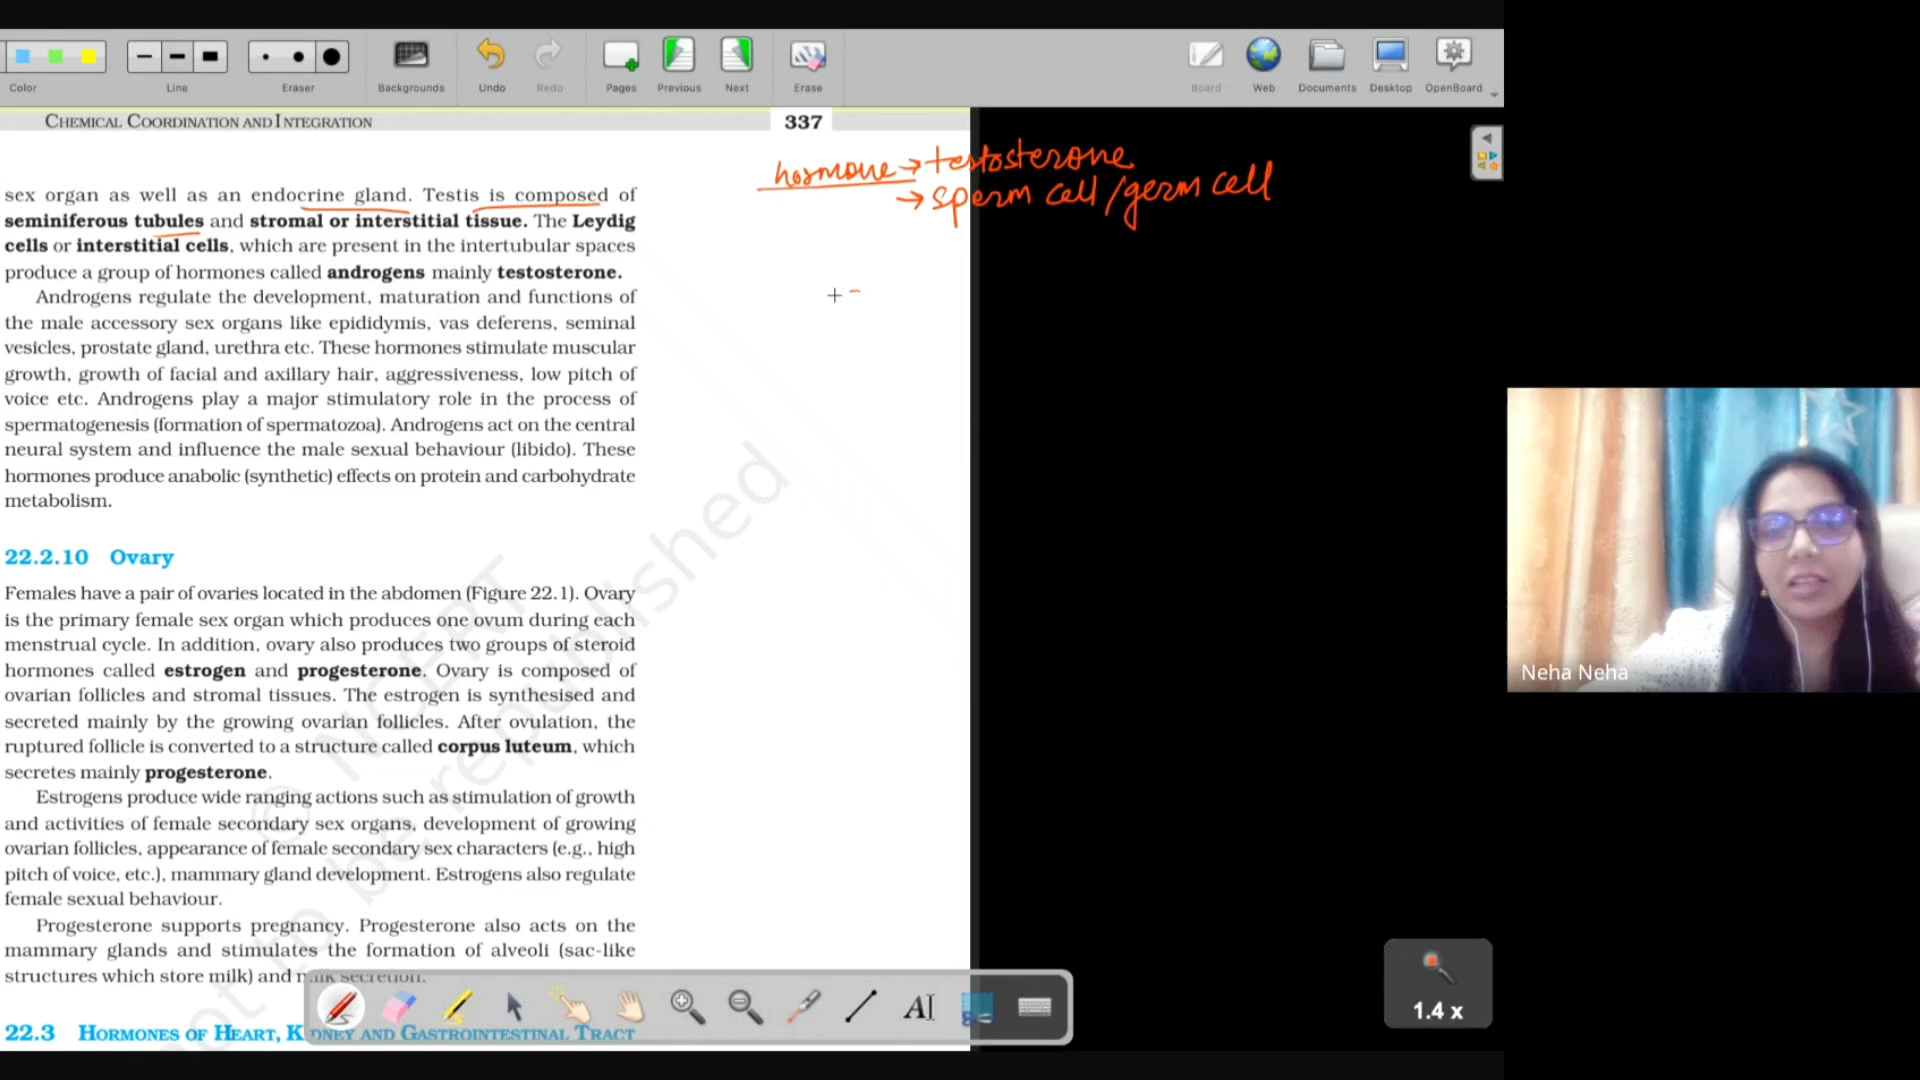 Color
Line
Eraser
Backgrounds
Undo
Redo
Pages
Previous
Next
Erase
Board
Web
Documents
Desktop
OpenBoard
CHEMICAL COORDINATION AND INTEGRATION
337
hormone → testosterone
→ sperm cell/germ cell
sex organ as well as an endocrine gland. Testis is composed of
seminiferous tubules and stromal or interstitial tissue. The Leydig
cells or interstitial cells, which are present in the intertubular spaces
produce a group of hormones called androgens mainly testosterone.
Androgens regulate the development, maturation and functions of
the male accessory sex organs like epididymis, vas deferens, seminal
vesicles, prostate gland, urethra etc. These hormones stimulate muscular
growth, growth of facial and axillary hair, aggressiveness, low pitch of
voice etc. Androgens play a major stimulatory role in the process of
spermatogenesis (formation of spermatozoa). Androgens act on the central
neural system and influence the male sexual behaviour (libido). These
hormones produce anabolic (synthetic) effects on protein and carbohydrate
metabolism.
22.2.10 Ovary
Females have a pair of ovaries located in the abdomen (Figure 22.1). Ovary
is the primary female sex organ which produces one ovum during each
menstrual cycle. In addition, ovary also produces two groups of steroid
hormones called estrogen and progesterone. Ovary is composed of
ovarian follicles and stromal tissues. The estrogen is synthesised and
secreted mainly by the growing ovarian follicles. After ovulation, the
ruptured follicle is converted to a structure called corpus luteum, which
secretes mainly progesterone.
Estrogens produce wide ranging actions such as stimulation of growth
and activities of female secondary sex organs, development of growing
ovarian follicles, appearance of female secondary sex characters (e.g., high
pitch of voice, etc.), mammary gland development. Estrogens also regulate
female sexual behaviour.
Progesterone supports pregnancy. Progesterone also acts on the
mammary glands and stimulates the formation of alveoli (sac-like
structures which store milk) and milk secretion.
22.3 HORMONES OF HEART, KIDNEY AND GASTROINTESTINAL TRACT
© NCERT
not to be republished
1.4 x
Neha Neha